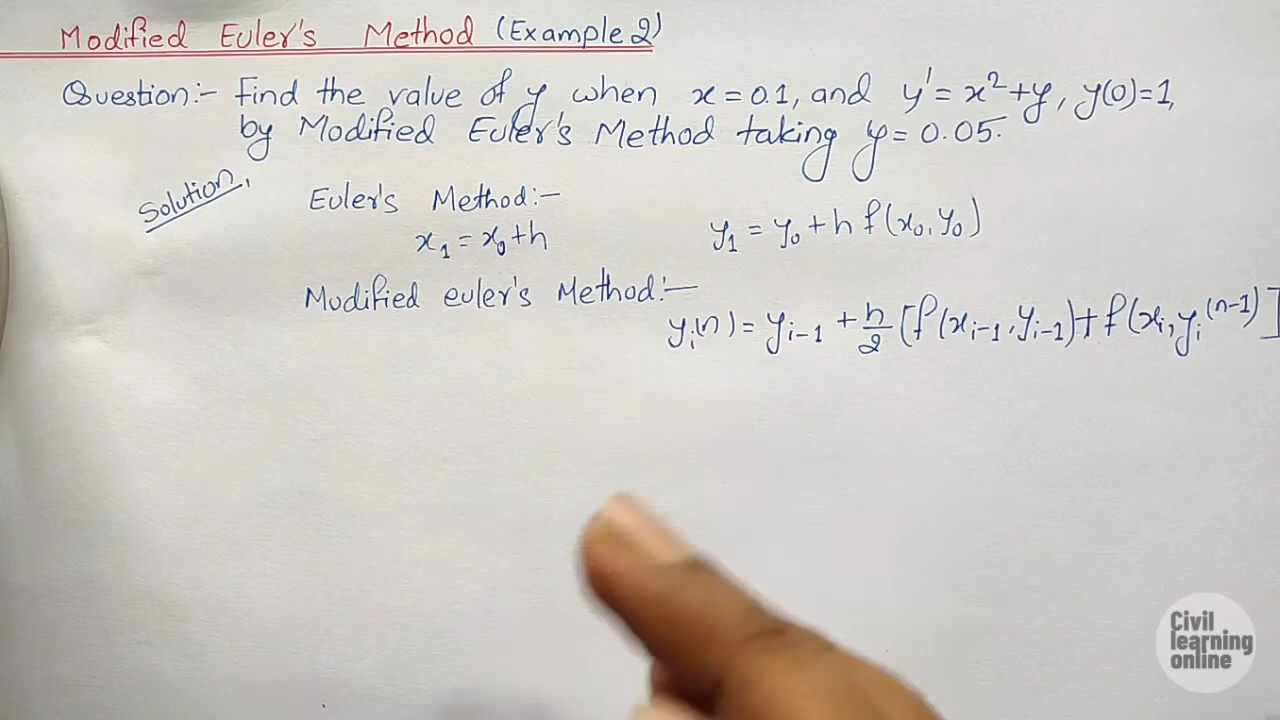 Modified Euler's Method (Example 2)
Question:- Find the value of y when x = 0.1, and y' = x² + y, y(0)=1,
by Modified Euler's Method taking y = 0.05.
Solution,
Euler's Method:-
x₁ = x₀ + h
y₁ = y₀ + h f(x₀, y₀)
Modified euler's Method:-
yᵢ(n) = yᵢ₋₁ + h/2 [f(xᵢ₋₁, yᵢ₋₁) + f(xᵢ, yᵢ⁽ⁿ⁻¹⁾]
Civil
learning
online